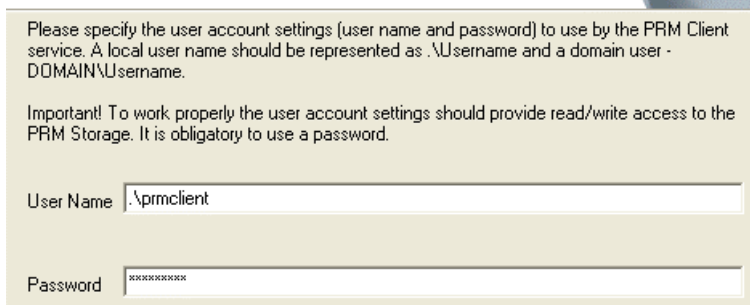 Please specify the user account settings (user name and password) to use by the PRM Client
service. A local user name should be represented as .\Username and a domain user -
DOMAIN\Username.
Important! To work properly the user account settings should provide read/write access to the
PRM Storage. It is obligatory to use a password.
User Name .\prmclient
Password *********